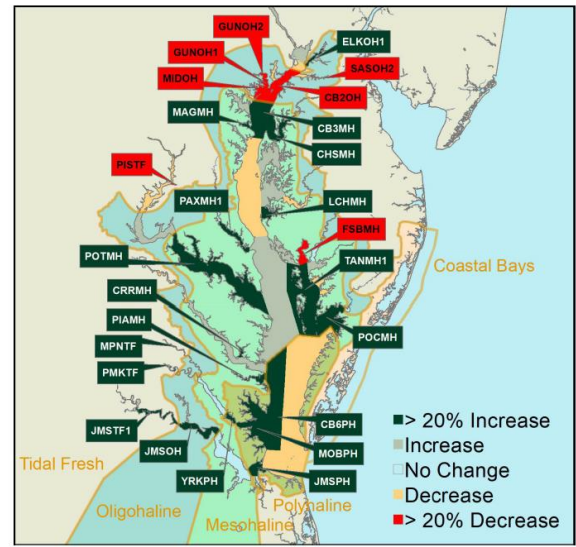 GUNOH2
GUNOH1
ELKOH1
MIDOH
SASOH2
CB2OH
MAGMH
CB3MH
CHSMH
PISTF
PAXMH1
LCHMH
FSBMH
POTMH
TANMH1
Coastal Bays
CRRMH
PIAMH
POCMH
MPNTF
PMKTF
> 20% Increase
JMSTF1
CB6PH
Increase
JMSOH
MOBPH
No Change
Tidal Fresh
YRKPH
JMSPH
Decrease
Oligohaline
Polyhaline
Mesohaline
> 20% Decrease